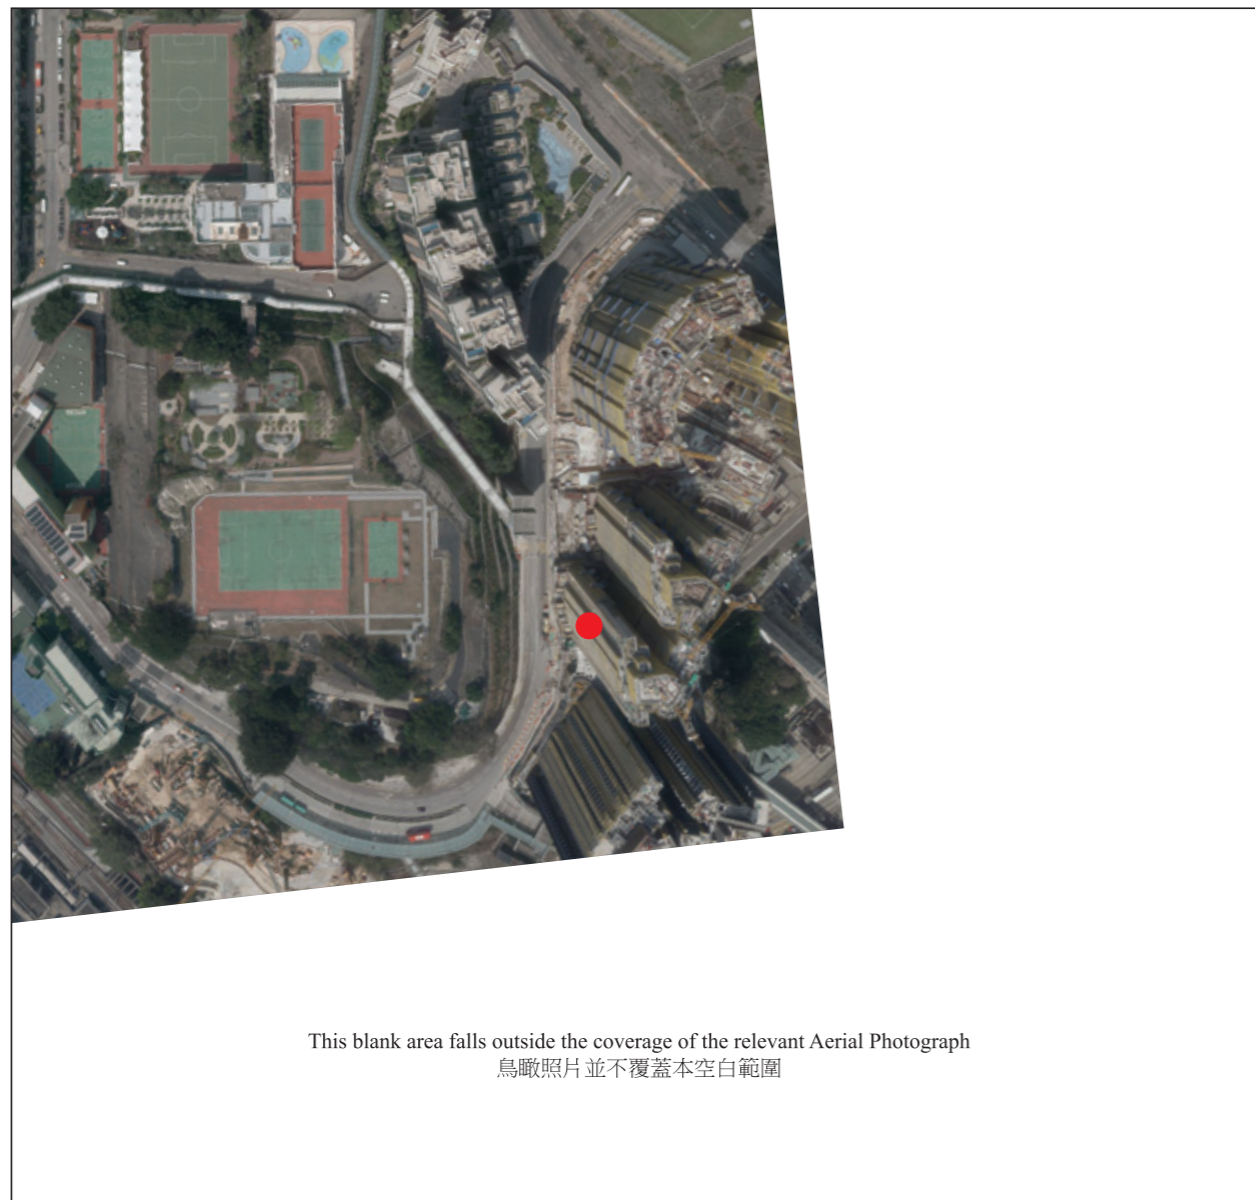 This blank area falls outside the coverage of the relevant Aerial Photograph
鳥瞰照片並不覆蓋本空白範圍